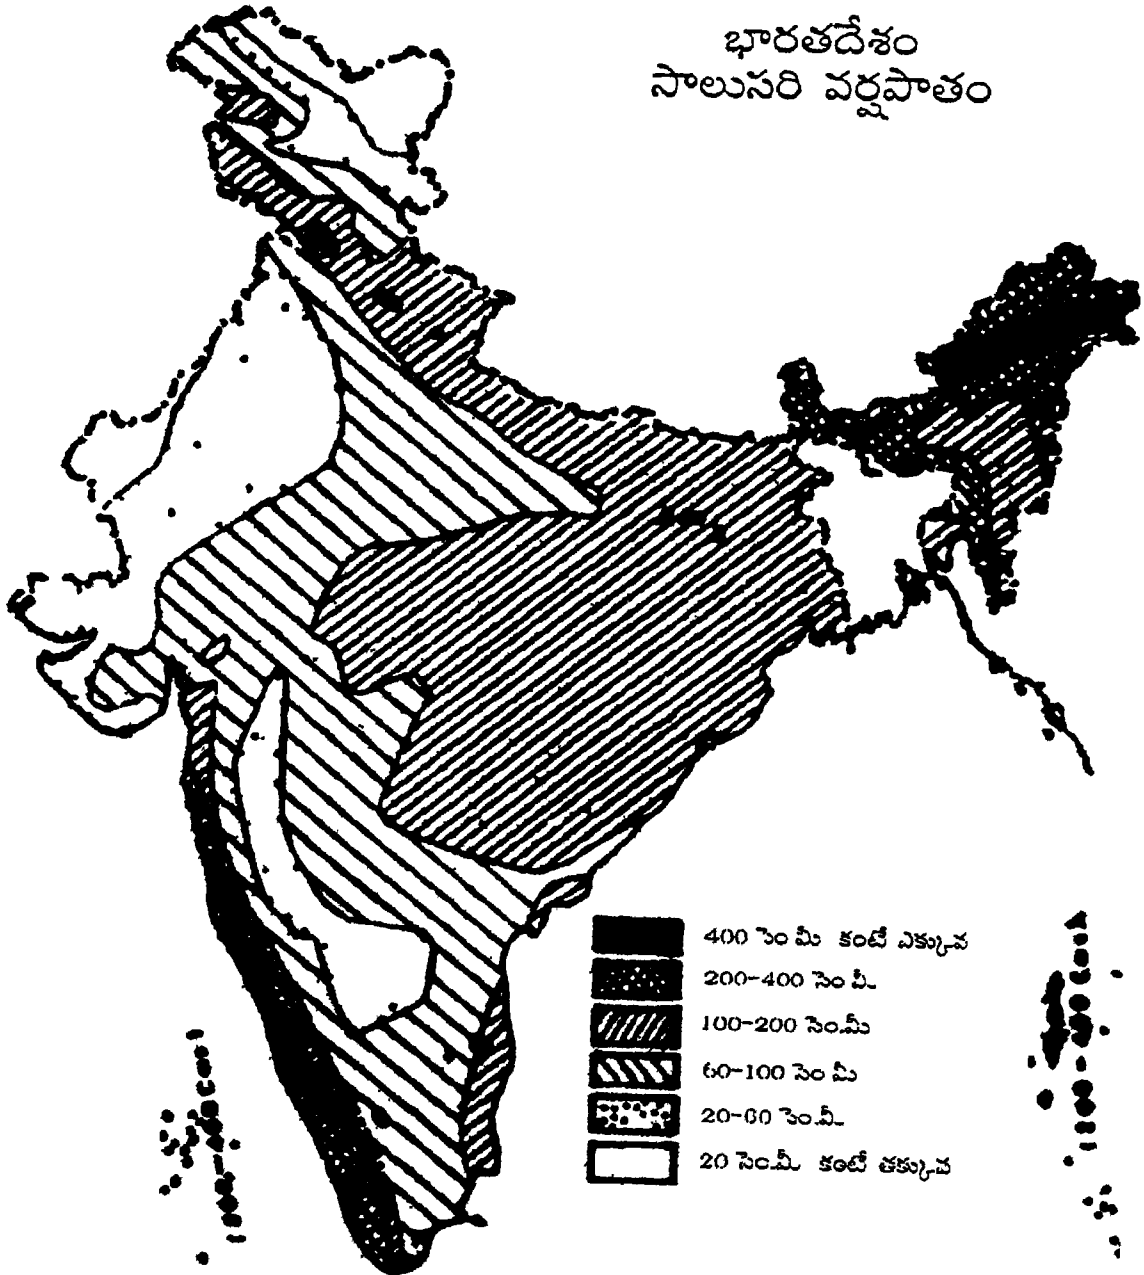 భారతదేశం
సాలుసరి వర్షపాతం
400 సెం మీ కంటే ఎక్కువ
200-400 సెం మీ.
100-200 సెం.మీ
60-100 సెం మీ
20-60 సెం.మీ.
20 సెం.మీ. కంటే తక్కువ